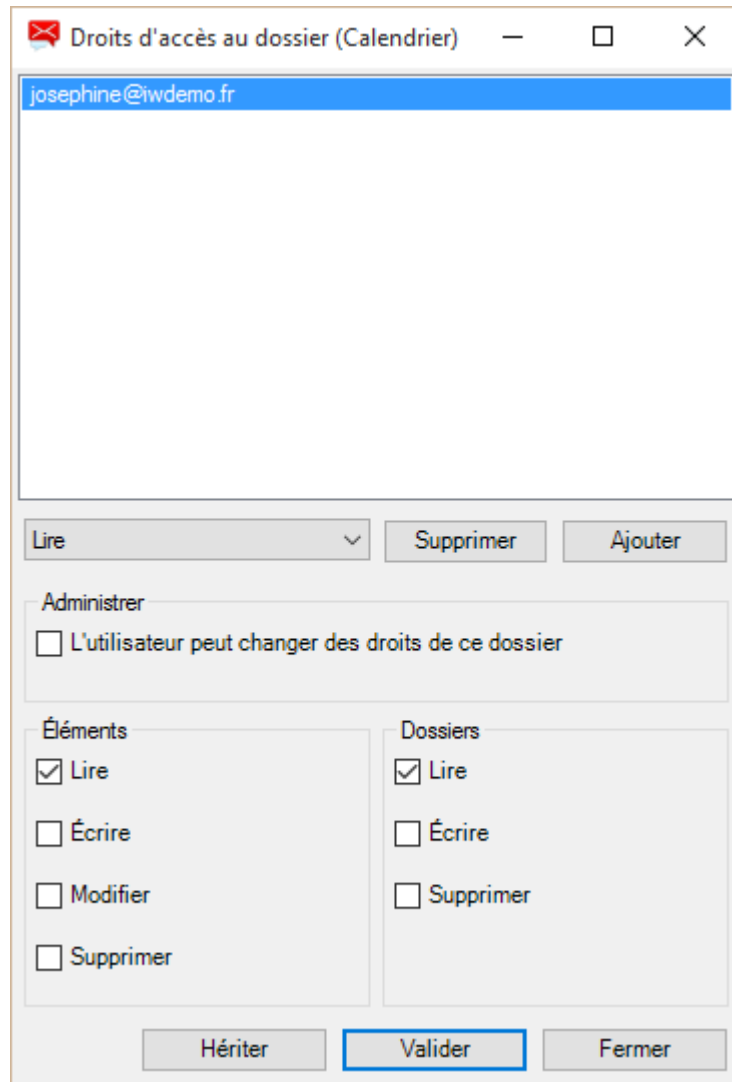 Droits d'accès au dossier (Calendrier)
josephine@iwdemo.fr
Lire
Supprimer
Ajouter
Administrer
L'utilisateur peut changer des droits de ce dossier
Éléments
Lire
Écrire
Modifier
Supprimer
Dossiers
Lire
Écrire
Supprimer
Hériter
Valider
Fermer